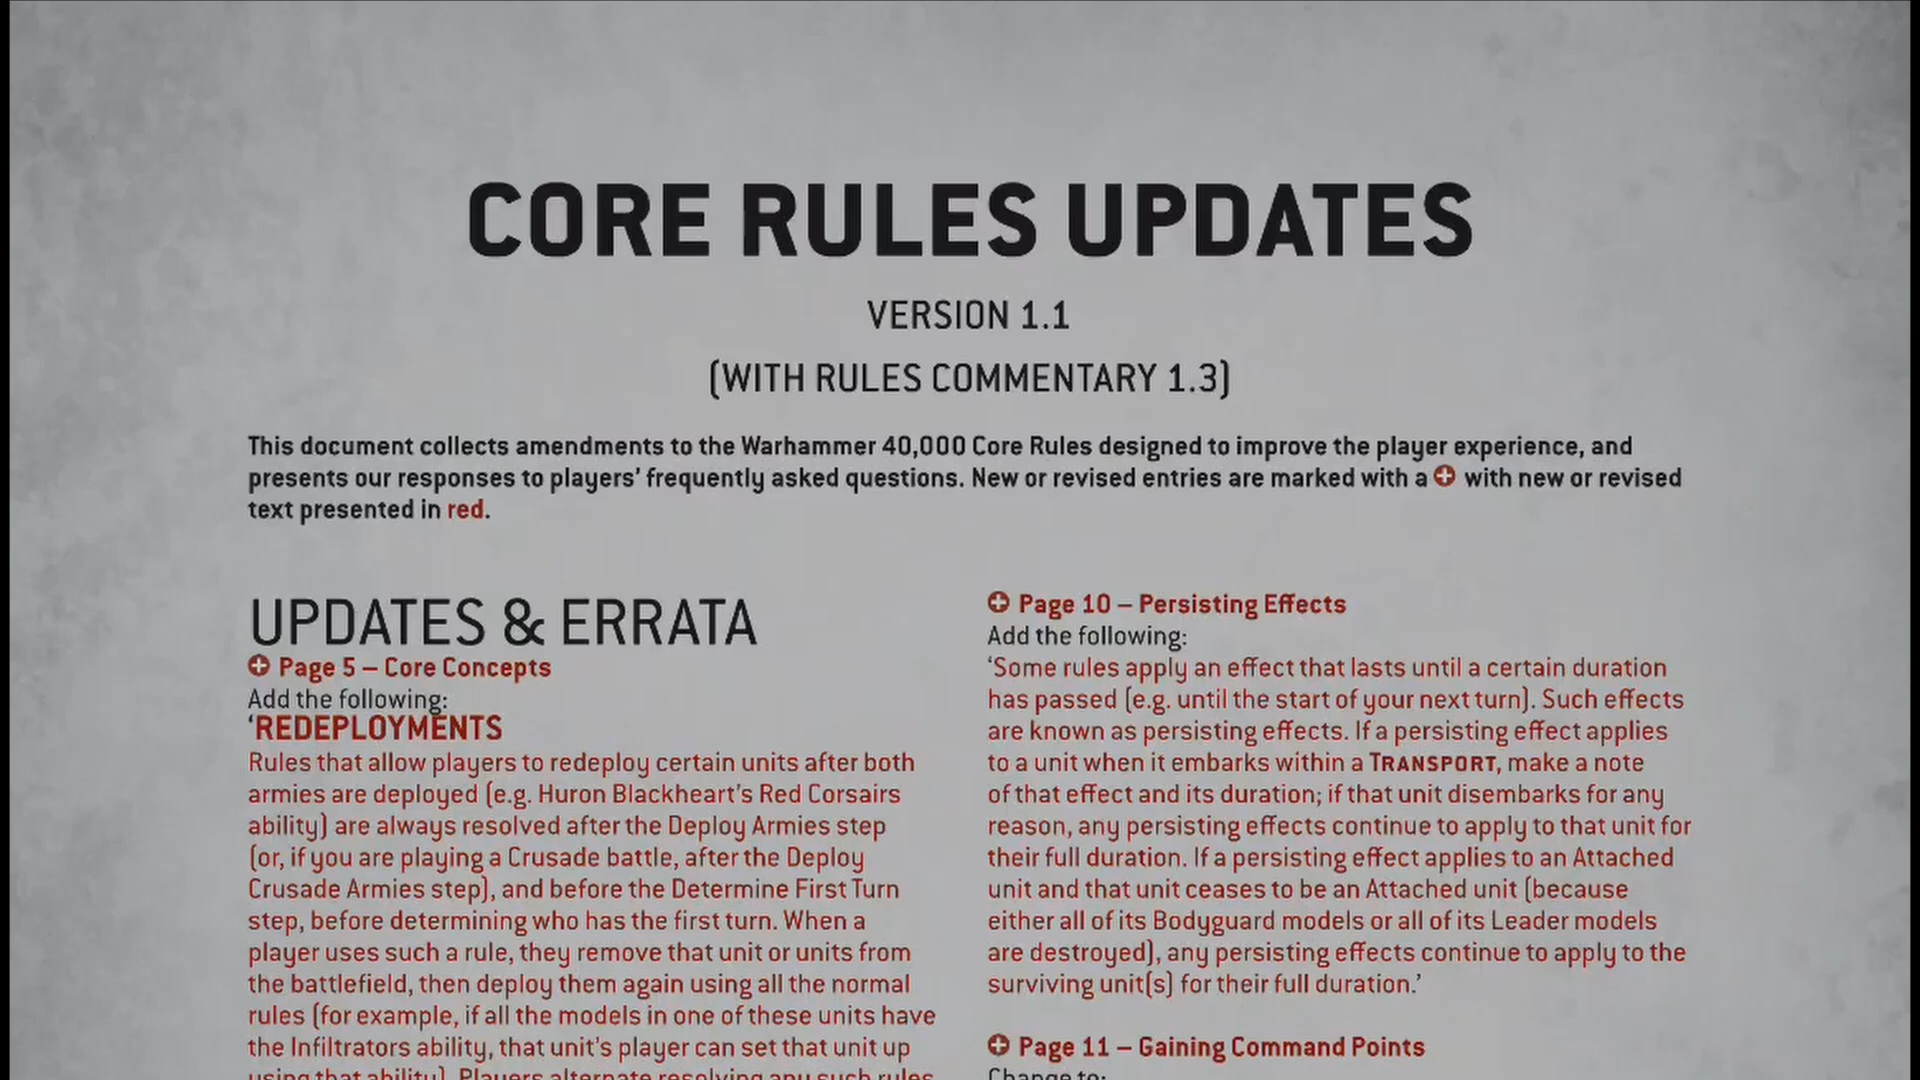 CORE RULES UPDATES
VERSION 1.1
(WITH RULES COMMENTARY 1.3)
This document collects amendments to the Warhammer 40,000 Core Rules designed to improve the player experience, and
presents our responses to players’ frequently asked questions. New or revised entries are marked with a with new or revised
text presented in red.
UPDATES & ERRATA
Page 5 – Core Concepts
Add the following:
‘REDEPLOYMENTS
Rules that allow players to redeploy certain units after both
armies are deployed (e.g. Huron Blackheart’s Red Corsairs
ability) are always resolved after the Deploy Armies step
(or, if you are playing a Crusade battle, after the Deploy
Crusade Armies step), and before the Determine First Turn
step, before determining who has the first turn. When a
player uses such a rule, they remove that unit or units from
the battlefield, then deploy them again using all the normal
rules (for example, if all the models in one of these units have
the Infiltrators ability, that unit’s player can set that unit up
using that ability). Players alternate resolving any such rules
Page 10 – Persisting Effects
Add the following:
‘Some rules apply an effect that lasts until a certain duration
has passed (e.g. until the start of your next turn). Such effects
are known as persisting effects. If a persisting effect applies
to a unit when it embarks within a TRANSPORT, make a note
of that effect and its duration; if that unit disembarks for any
reason, any persisting effects continue to apply to that unit for
their full duration. If a persisting effect applies to an Attached
unit and that unit ceases to be an Attached unit (because
either all of its Bodyguard models or all of its Leader models
are destroyed), any persisting effects continue to apply to the
surviving unit(s) for their full duration.’
Page 11 – Gaining Command Points
Change to: